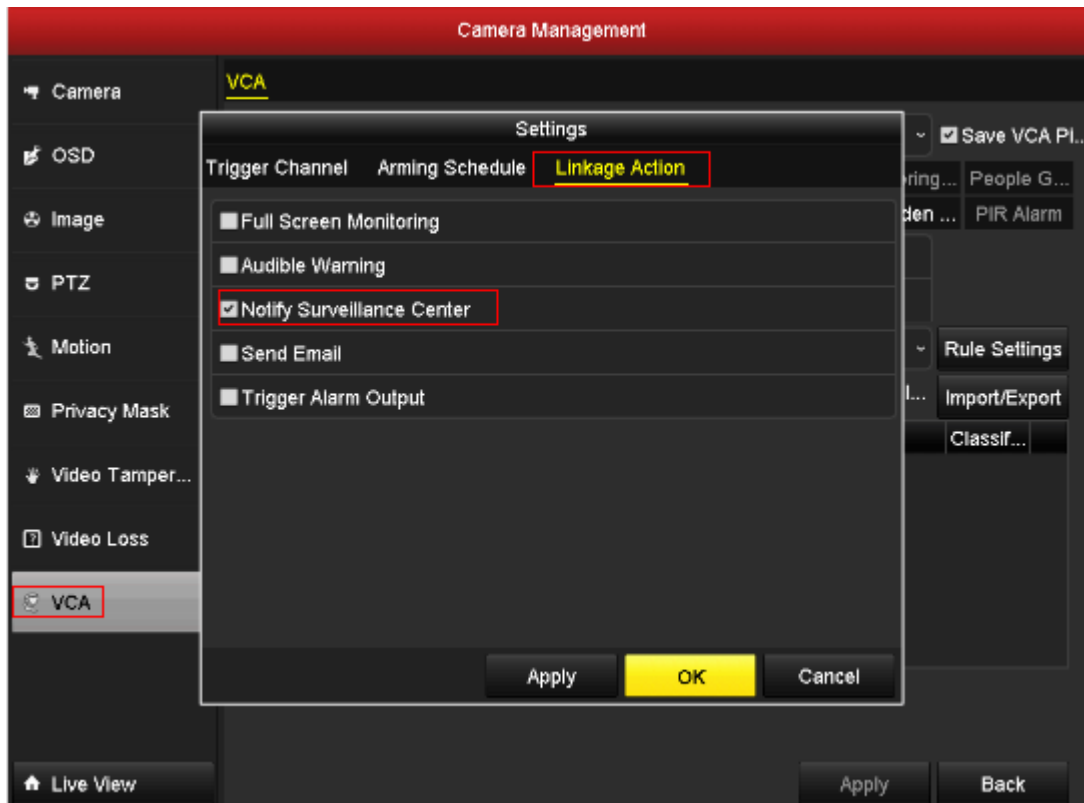 Camera Management
Camera
OSD
Image
PTZ
Motion
Privacy Mask
Video Tamper...
Video Loss
VCA
Live View
VCA
Save VCA Pi...
ring... People G...
den ... PIR Alarm
Rule Settings
Import/Export
Classif...
Settings
Trigger Channel Arming Schedule Linkage Action
Full Screen Monitoring
Audible Warning
Notify Surveillance Center
Send Email
Trigger Alarm Output
Apply OK Cancel
Apply Back